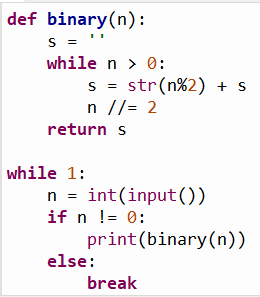 def binary(n):
    s = ''
    while n > 0:
        s = str(n%2) + s
        n //= 2
    return s

while 1:
    n = int(input())
    if n != 0:
        print(binary(n))
    else:
        break